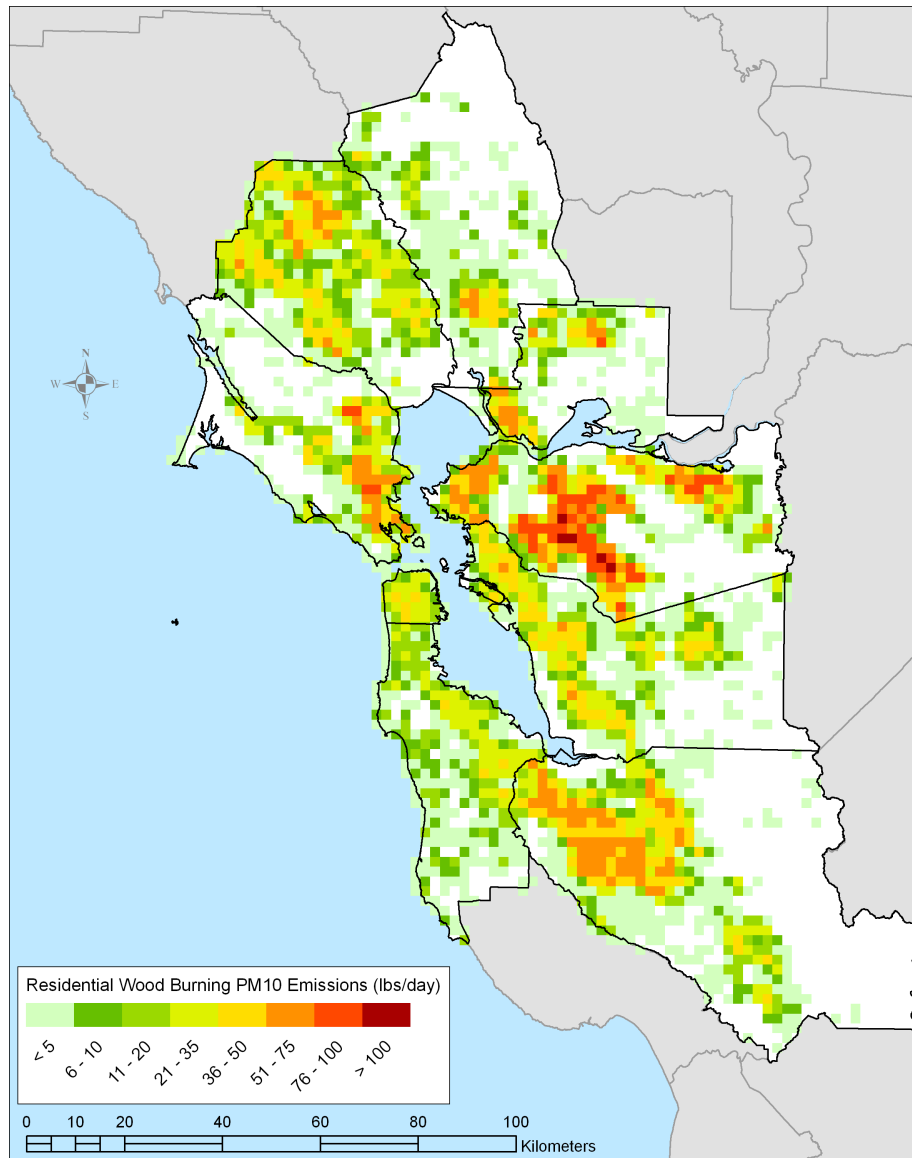 N
W E
S
Residential Wood Burning PM10 Emissions (lbs/day)
< 5
6 - 10
11 - 20
21 - 35
36 - 50
51 - 75
76 - 100
> 100
0 10 20 40 60 80 100
Kilometers